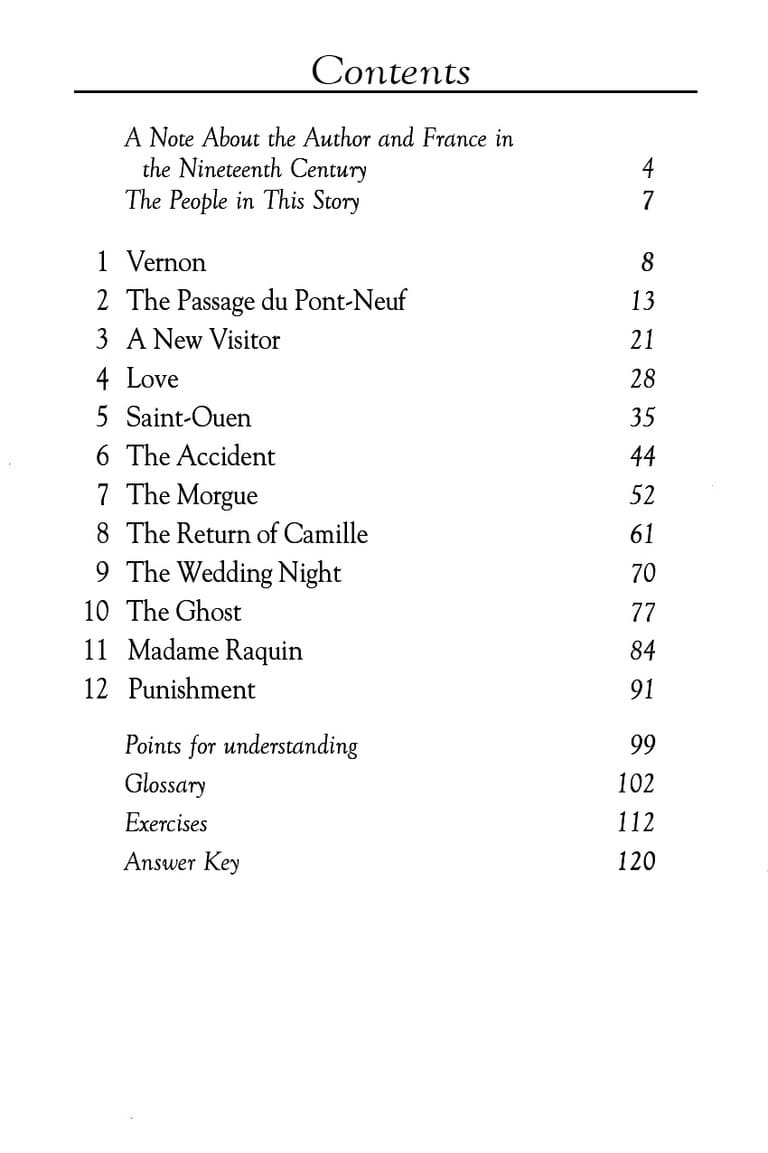 Contents
A Note About the Author and France in
the Nineteenth Century 4
The People in This Story 7
1 Vernon 8
2 The Passage du Pont-Neuf 13
3 A New Visitor 21
4 Love 28
5 Saint-Ouen 35
6 The Accident 44
7 The Morgue 52
8 The Return of Camille 61
9 The Wedding Night 70
10 The Ghost 77
11 Madame Raquin 84
12 Punishment 91
Points for understanding 99
Glossary 102
Exercises 112
Answer Key 120